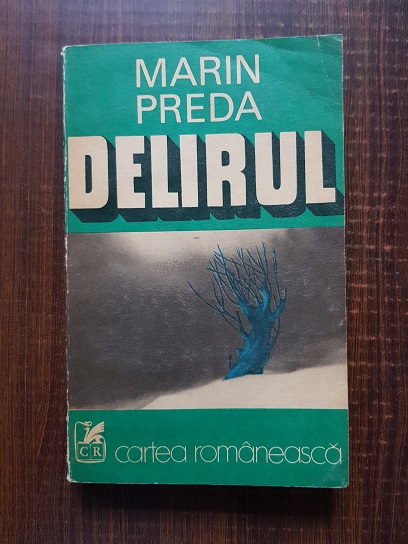 MARIN
PREDA
DELIRUL
CR
cartea românească